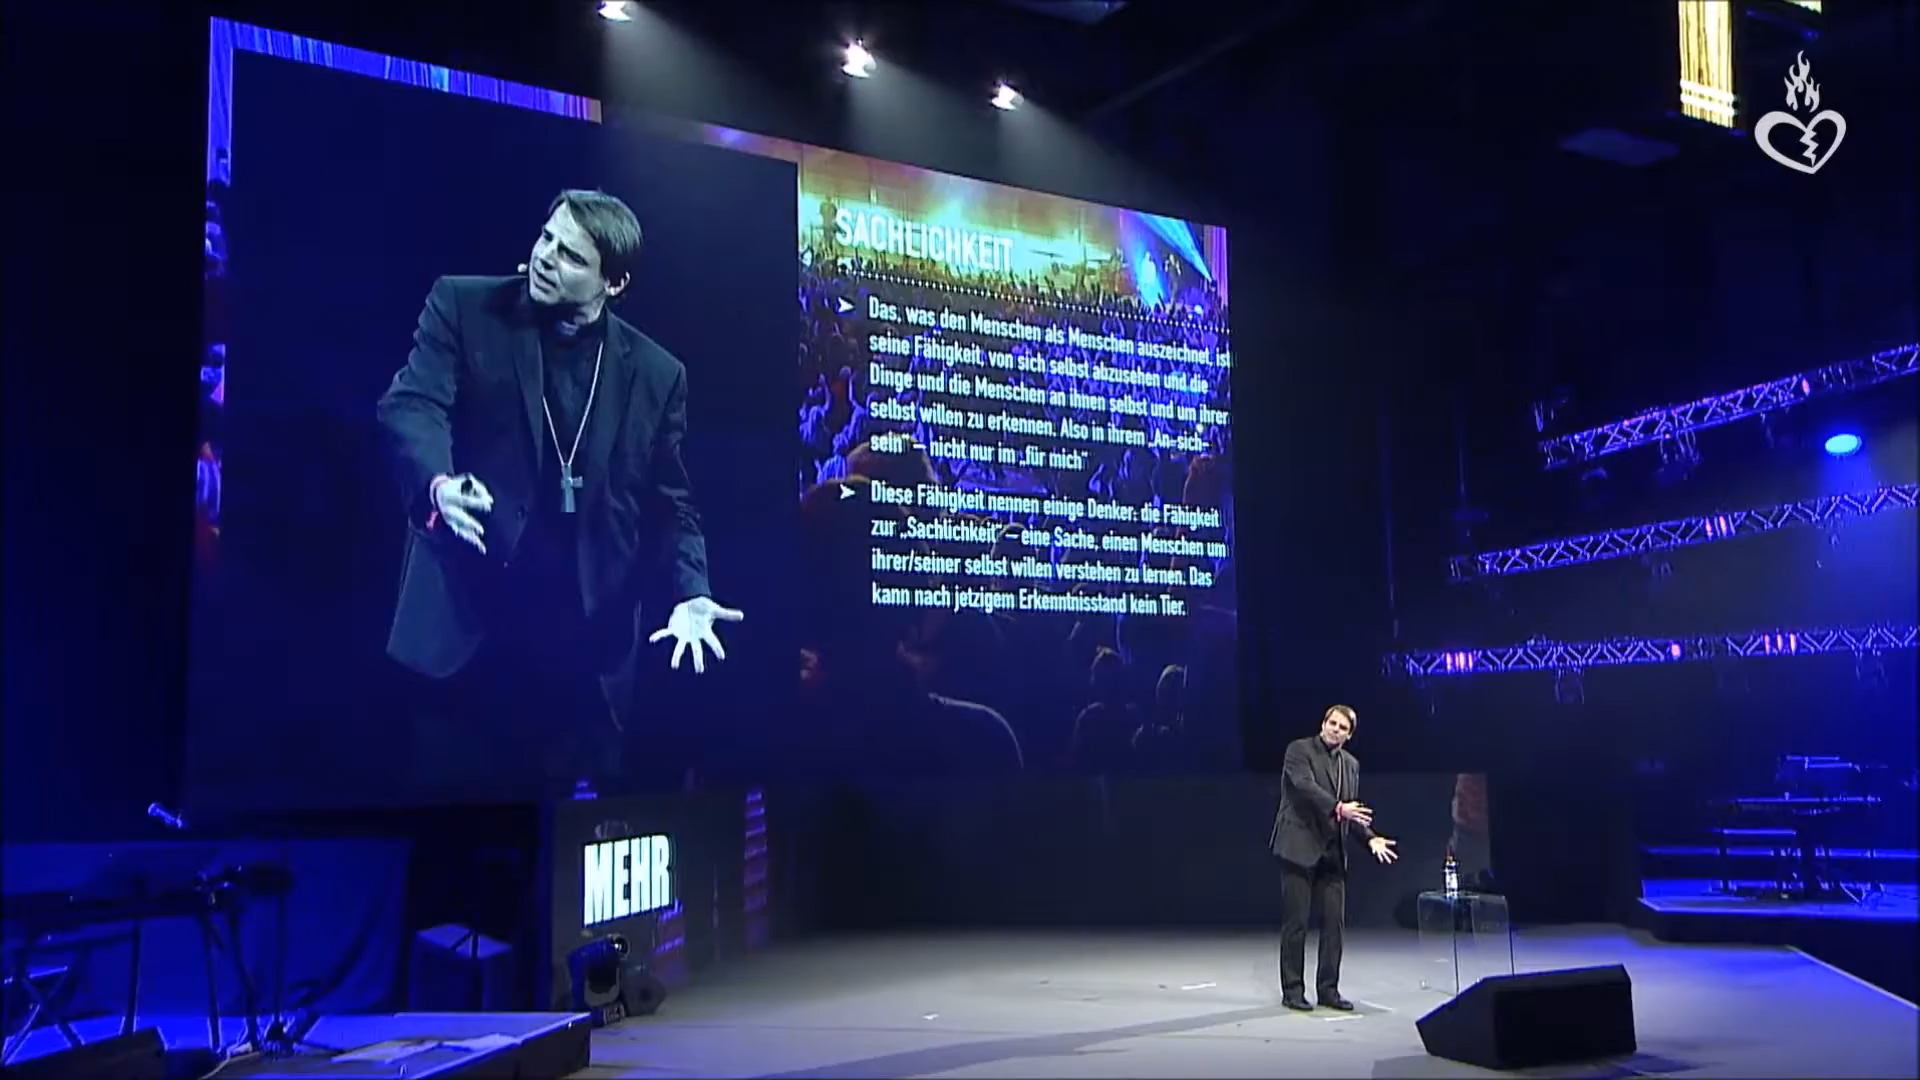 SACHLICHKEIT
➤ Das, was den Menschen als Menschen auszeichnet, ist
seine Fähigkeit, von sich selbst abzusehen und die
Dinge und die Menschen an ihnen selbst und um ihrer
selbst willen zu erkennen. Also in ihrem „An-sich-
sein“ – nicht nur im „für mich“
➤ Diese Fähigkeit nennen einige Denker: die Fähigkeit
zur „Sachlichkeit“ – eine Sache, einen Menschen um
ihrer/seiner selbst willen verstehen zu lernen. Das
kann nach jetzigem Erkenntnisstand kein Tier.
MEHR